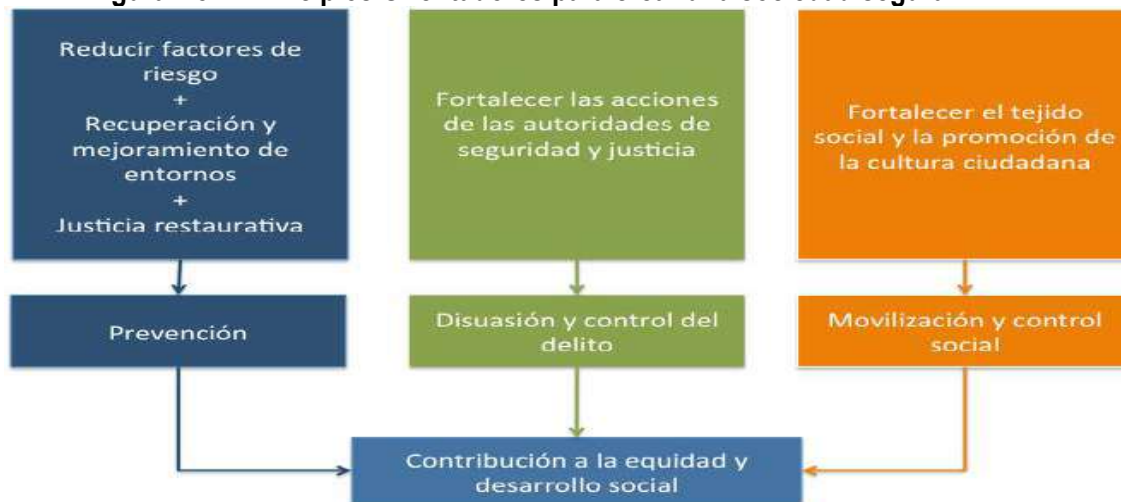 Reducir factores de
riesgo
+
Recuperación y
mejoramiento de
entornos
+
Justicia restaurativa
Fortalecer las acciones
de las autoridades de
seguridad y justicia
Fortalecer el tejido
social y la promoción de
la cultura ciudadana
Prevención
Disuasión y control del
delito
Movilización y control
social
Contribución a la equidad y
desarrollo social